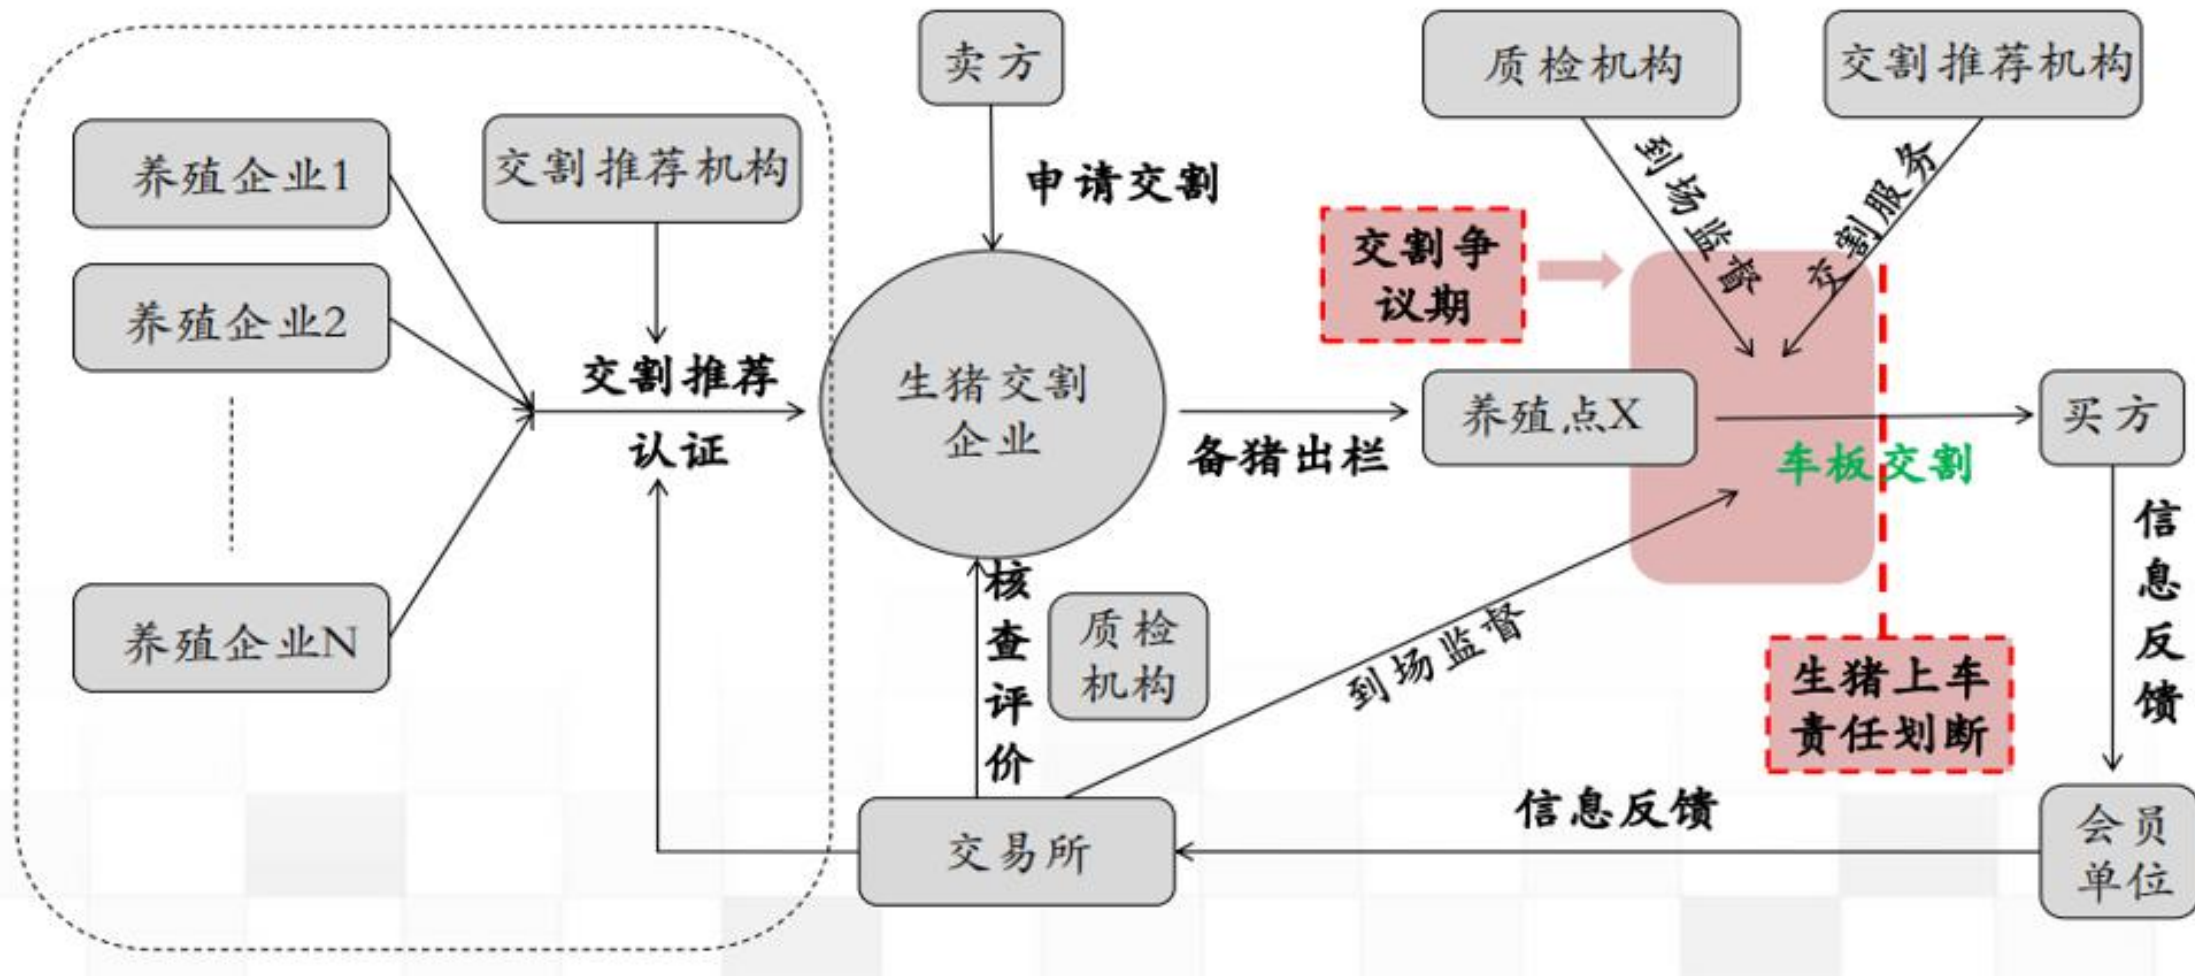 养殖企业1
养殖企业2
养殖企业N
交割推荐机构
交割推荐
认证
卖方
申请交割
生猪交割
企业
核查评价
质检
机构
交易所
备猪出栏
养殖点X
交割争
议期
质检机构
交割推荐机构
到场监督
交割服务
车板交割
买方
到场监督
生猪上车
责任划断
信息反馈
信息反馈
会员
单位